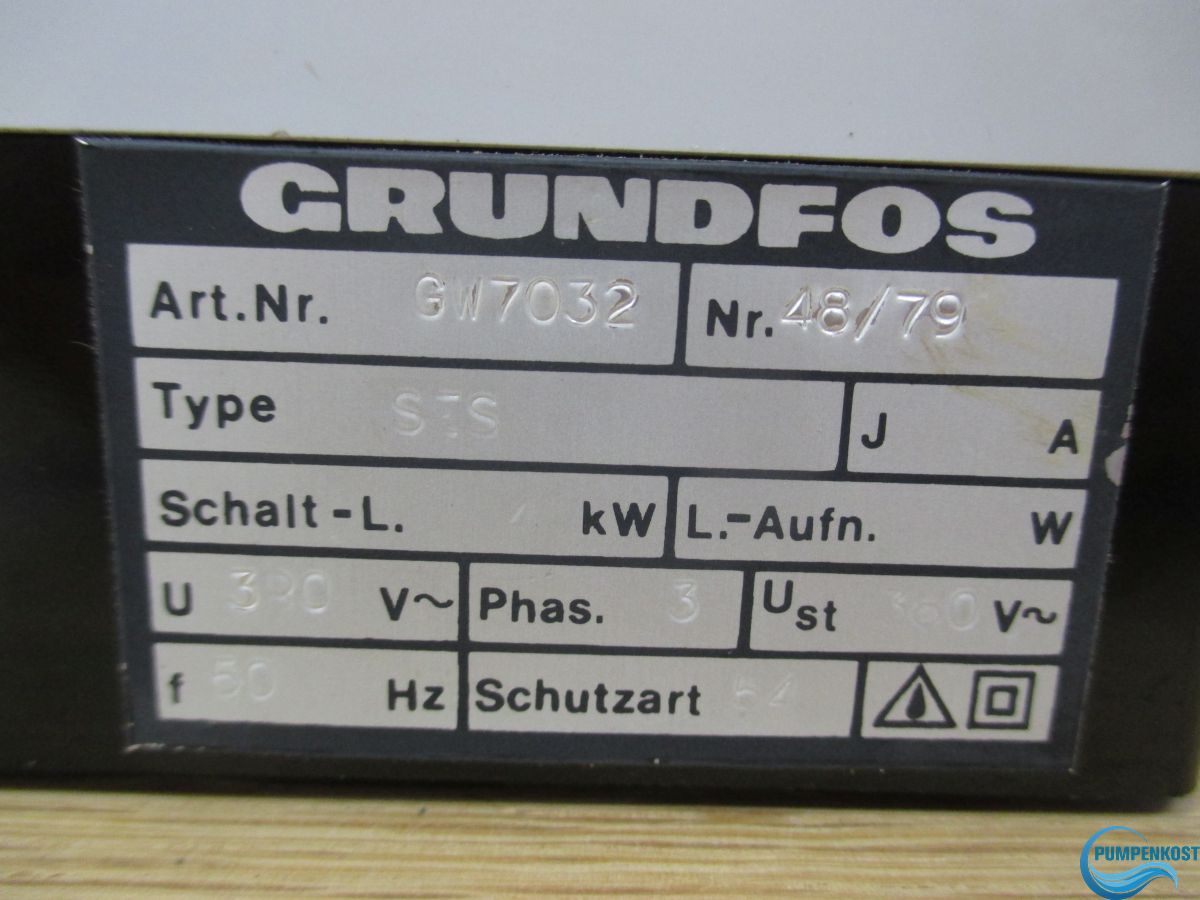 GRUNDFOS
Art.Nr. GW7032 Nr. 48/79
Type
J A
Schalt-L. kW L.-Aufn. W
U 380 V~ Phas. 3 Ust V~
f 50 Hz Schutzart 54
PUMPENKOST